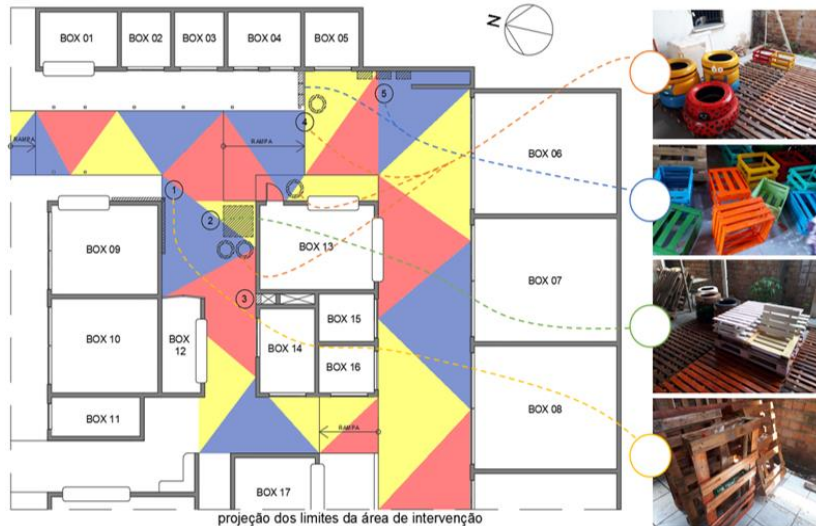 BOX 01
BOX 02
BOX 03
BOX 04
BOX 05
N
5
4
RAMPA
RAMPA
BOX 06
1
2
BOX 09
BOX 13
BOX 07
3
BOX 10
BOX
12
BOX 15
BOX 14
BOX 16
BOX 08
BOX 11
RAMPA
BOX 17
projeção dos limites da área de intervenção